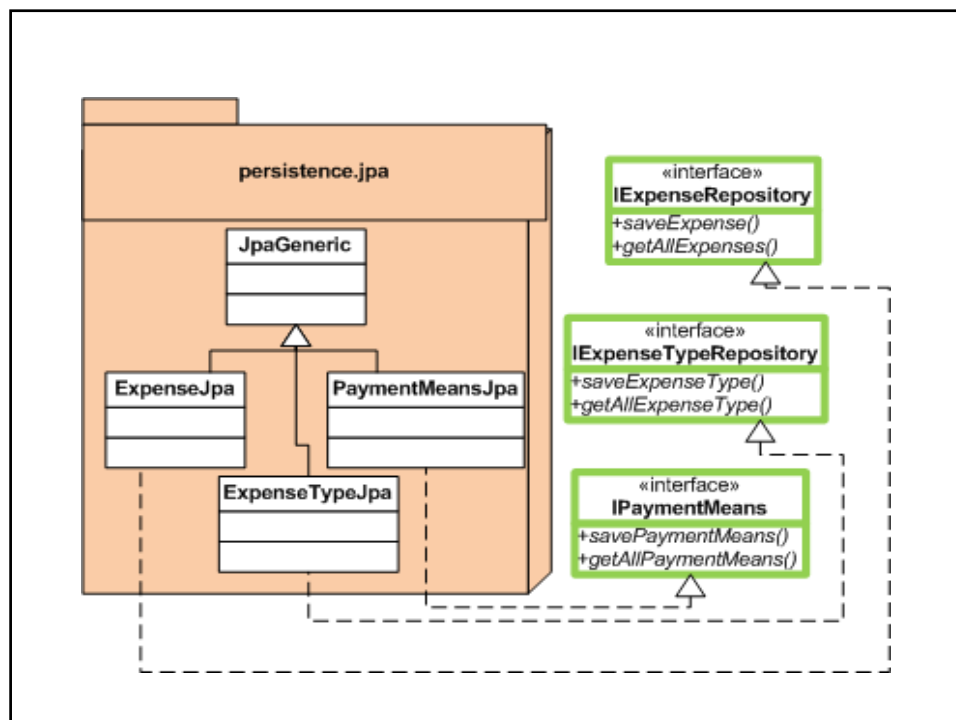 persistence.jpa
JpaGeneric
ExpenseJpa
PaymentMeansJpa
ExpenseTypeJpa
«interface»
IExpenseRepository
+saveExpense()
+getAllExpenses()
«interface»
IExpenseTypeRepository
+saveExpenseType()
+getAllExpenseType()
«interface»
IPaymentMeans
+savePaymentMeans()
+getAllPaymentMeans()